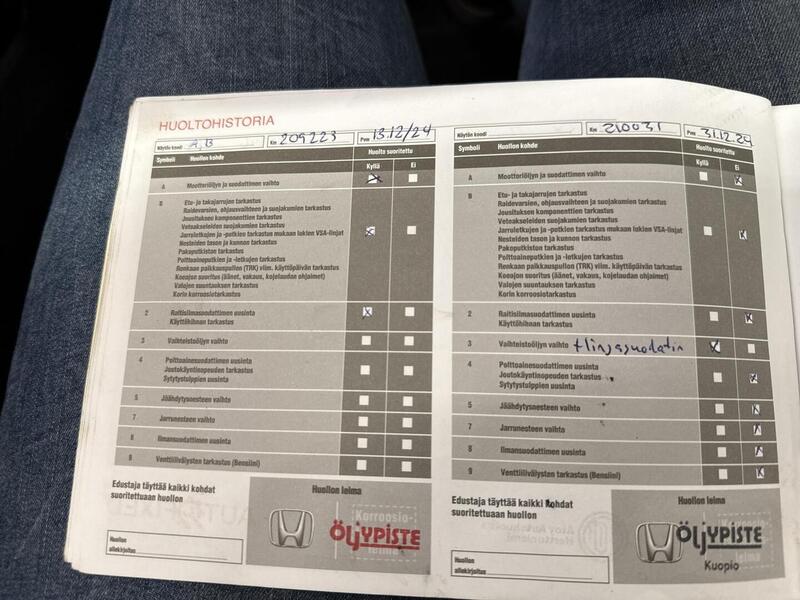 HUOLTOHISTORIA
Näytön koodi A,B Km 209223 Pvm 13.12/24
Symboli Huollon kohde Huolto suoritettu
Kyllä Ei
A Moottoriöljyn ja suodattimen vaihto
B Etu- ja takajarrujen tarkastus
Raidevarsien, ohjausvaihteen ja suojakumien tarkastus
Jousituksen komponenttien tarkastus
Vetoakseleiden suojakumien tarkastus
Jarruletkujen ja -putkien tarkastus mukaan lukien VSA-linjat
Nesteiden tason ja kunnon tarkastus
Pakoputkiston tarkastus
Polttoaineputkien ja -letkujen tarkastus
Renkaan paikkauspullon (TRK) viim. käyttöpäivän tarkastus
Koeajon suoritus (äänet, vakaus, kojelaudan ohjaimet)
Valojen suuntauksen tarkastus
Korin korroosiotarkastus
2 Raitisilmasuodattimen uusinta
Käyttöhihnan tarkastus
3 Vaihteistoöljyn vaihto
4 Polttoainesuodattimen uusinta
Joutokäyntinopeuden tarkastus
Sytytystulppien uusinta
5 Jäähdytysnesteen vaihto
7 Jarrunesteen vaihto
8 Ilmansuodattimen uusinta
9 Venttiilivälysten tarkastus (Bensiini)
Edustaja täyttää kaikki kohdat
suoritettuaan huollon
Huollon
allekirjoitus
Huollon leima
Korroosio-
leima
ÖLJYPISTE
Näytön koodi Km 210031 Pvm 31.12.24
Symboli Huollon kohde Huolto suoritettu
Kyllä Ei
A Moottoriöljyn ja suodattimen vaihto
B Etu- ja takajarrujen tarkastus
Raidevarsien, ohjausvaihteen ja suojakumien tarkastus
Jousituksen komponenttien tarkastus
Vetoakseleiden suojakumien tarkastus
Jarruletkujen ja -putkien tarkastus mukaan lukien VSA-linjat
Nesteiden tason ja kunnon tarkastus
Pakoputkiston tarkastus
Polttoaineputkien ja -letkujen tarkastus
Renkaan paikkauspullon (TRK) viim. käyttöpäivän tarkastus
Koeajon suoritus (äänet, vakaus, kojelaudan ohjaimet)
Valojen suuntauksen tarkastus
Korin korroosiotarkastus
2 Raitisilmasuodattimen uusinta
Käyttöhihnan tarkastus
3 Vaihteistoöljyn vaihto + linjasuodatin
4 Polttoainesuodattimen uusinta
Joutokäyntinopeuden tarkastus
Sytytystulppien uusinta
5 Jäähdytysnesteen vaihto
7 Jarrunesteen vaihto
8 Ilmansuodattimen uusinta
9 Venttiilivälysten tarkastus (Bensiini)
Edustaja täyttää kaikki kohdat
suoritettuaan huollon
Huollon
allekirjoitus
Huollon leima
leima
ÖLJYPISTE
Kuopio